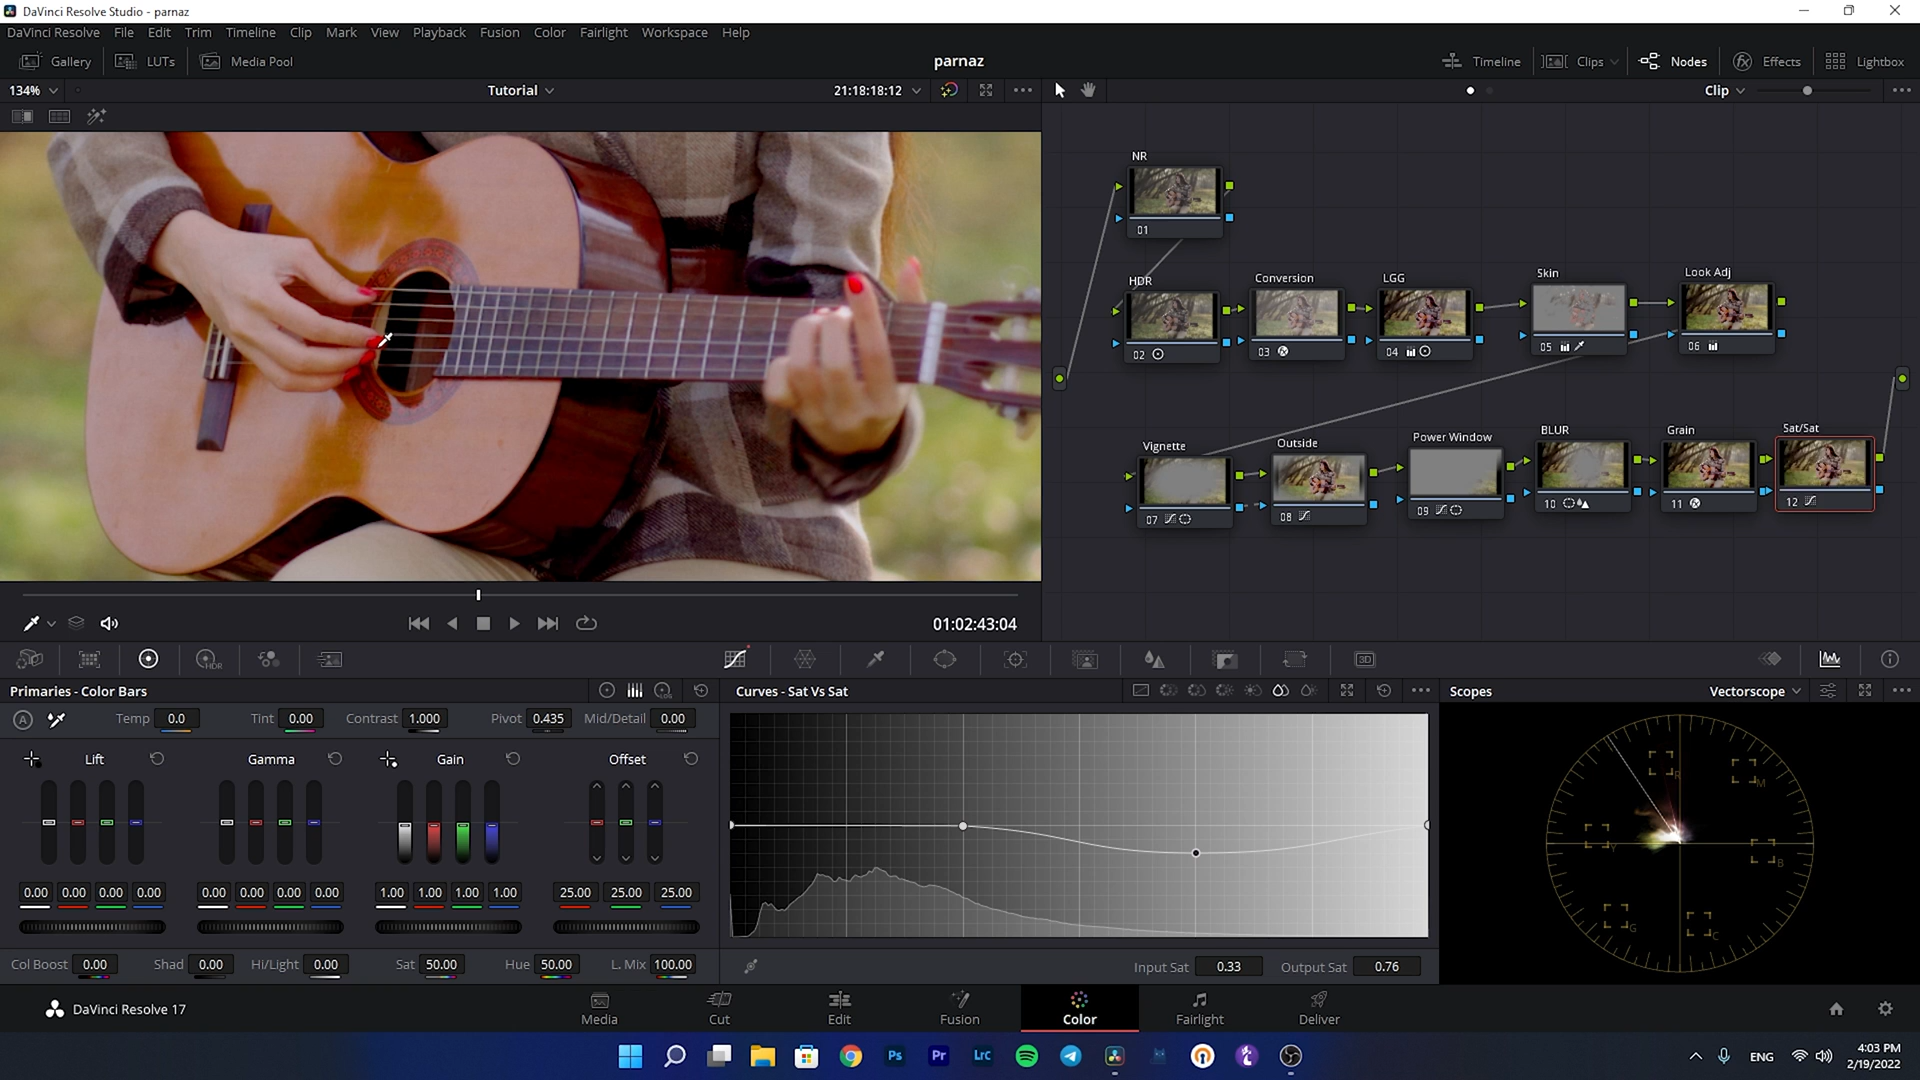 DaVinci Resolve Studio - parnaz
DaVinci Resolve File Edit Trim Timeline Clip Mark View Playback Fusion Color Fairlight Workspace Help
Gallery LUTs Media Pool parnaz Timeline Clips Nodes Effects Lightbox
134% Tutorial 21:18:18:12 Clip
NR
01
HDR Conversion LGG Skin Look Adj
02 03 04 05 06
Vignette Outside Power Window BLUR Grain Sat/Sat
07 08 09 10 11 12
01:02:43:04
HDR 3D
Primaries - Color Bars LOG Curves - Sat Vs Sat Scopes Vectorscope
A Temp 0.0 Tint 0.00 Contrast 1.000 Pivot 0.435 Mid/Detail 0.00
Lift Gamma Gain Offset
0.00 0.00 0.00 0.00 0.00 0.00 0.00 0.00 1.00 1.00 1.00 1.00 25.00 25.00 25.00
R M Y B G C
Col Boost 0.00 Shad 0.00 Hi/Light 0.00 Sat 50.00 Hue 50.00 L. Mix 100.00 Input Sat 0.33 Output Sat 0.76
DaVinci Resolve 17 Media Cut Edit Fusion Color Fairlight Deliver
Ps Pr Lrc ENG 4:03 PM
2/19/2022